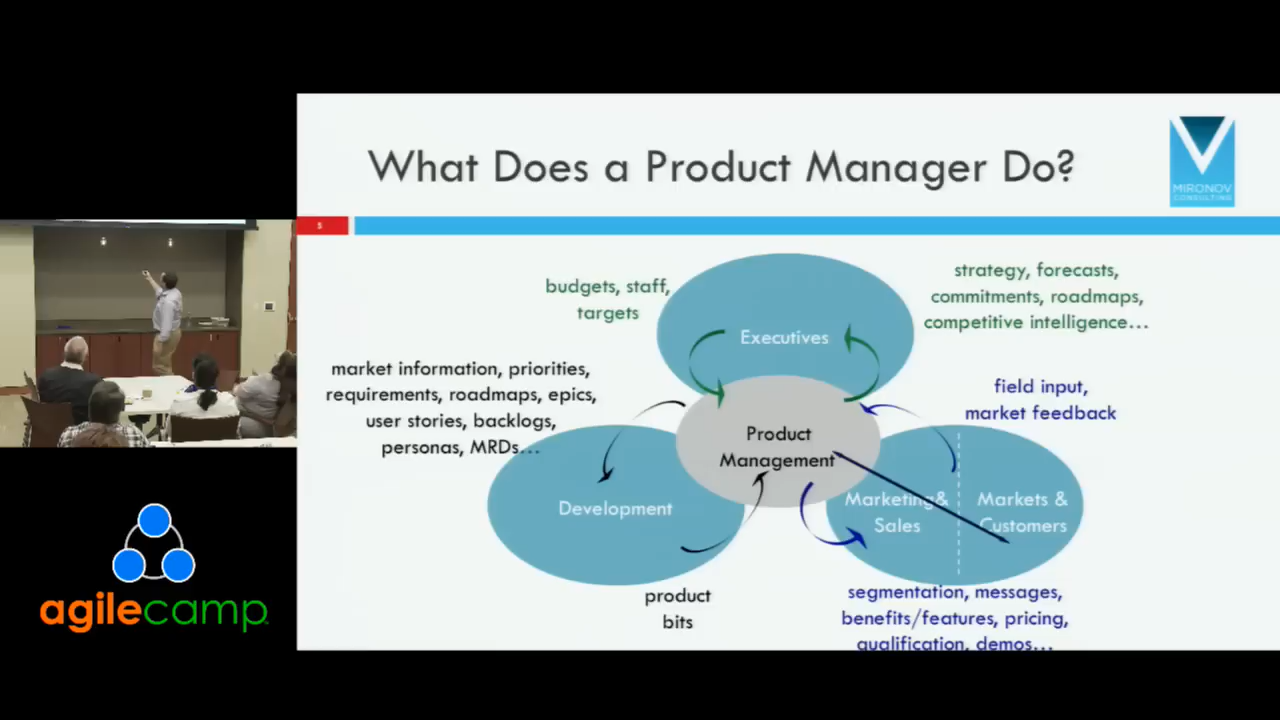 What Does a Product Manager Do?
MIRONOV
CONSULTING
5
budgets, staff,
targets
strategy, forecasts,
commitments, roadmaps,
competitive intelligence...
Executives
market information, priorities,
requirements, roadmaps, epics,
user stories, backlogs,
personas, MRDs...
field input,
market feedback
Product
Management
Development
Marketing&
Sales
Markets &
Customers
product
bits
segmentation, messages,
benefits/features, pricing,
qualification, demos...
agilecamp